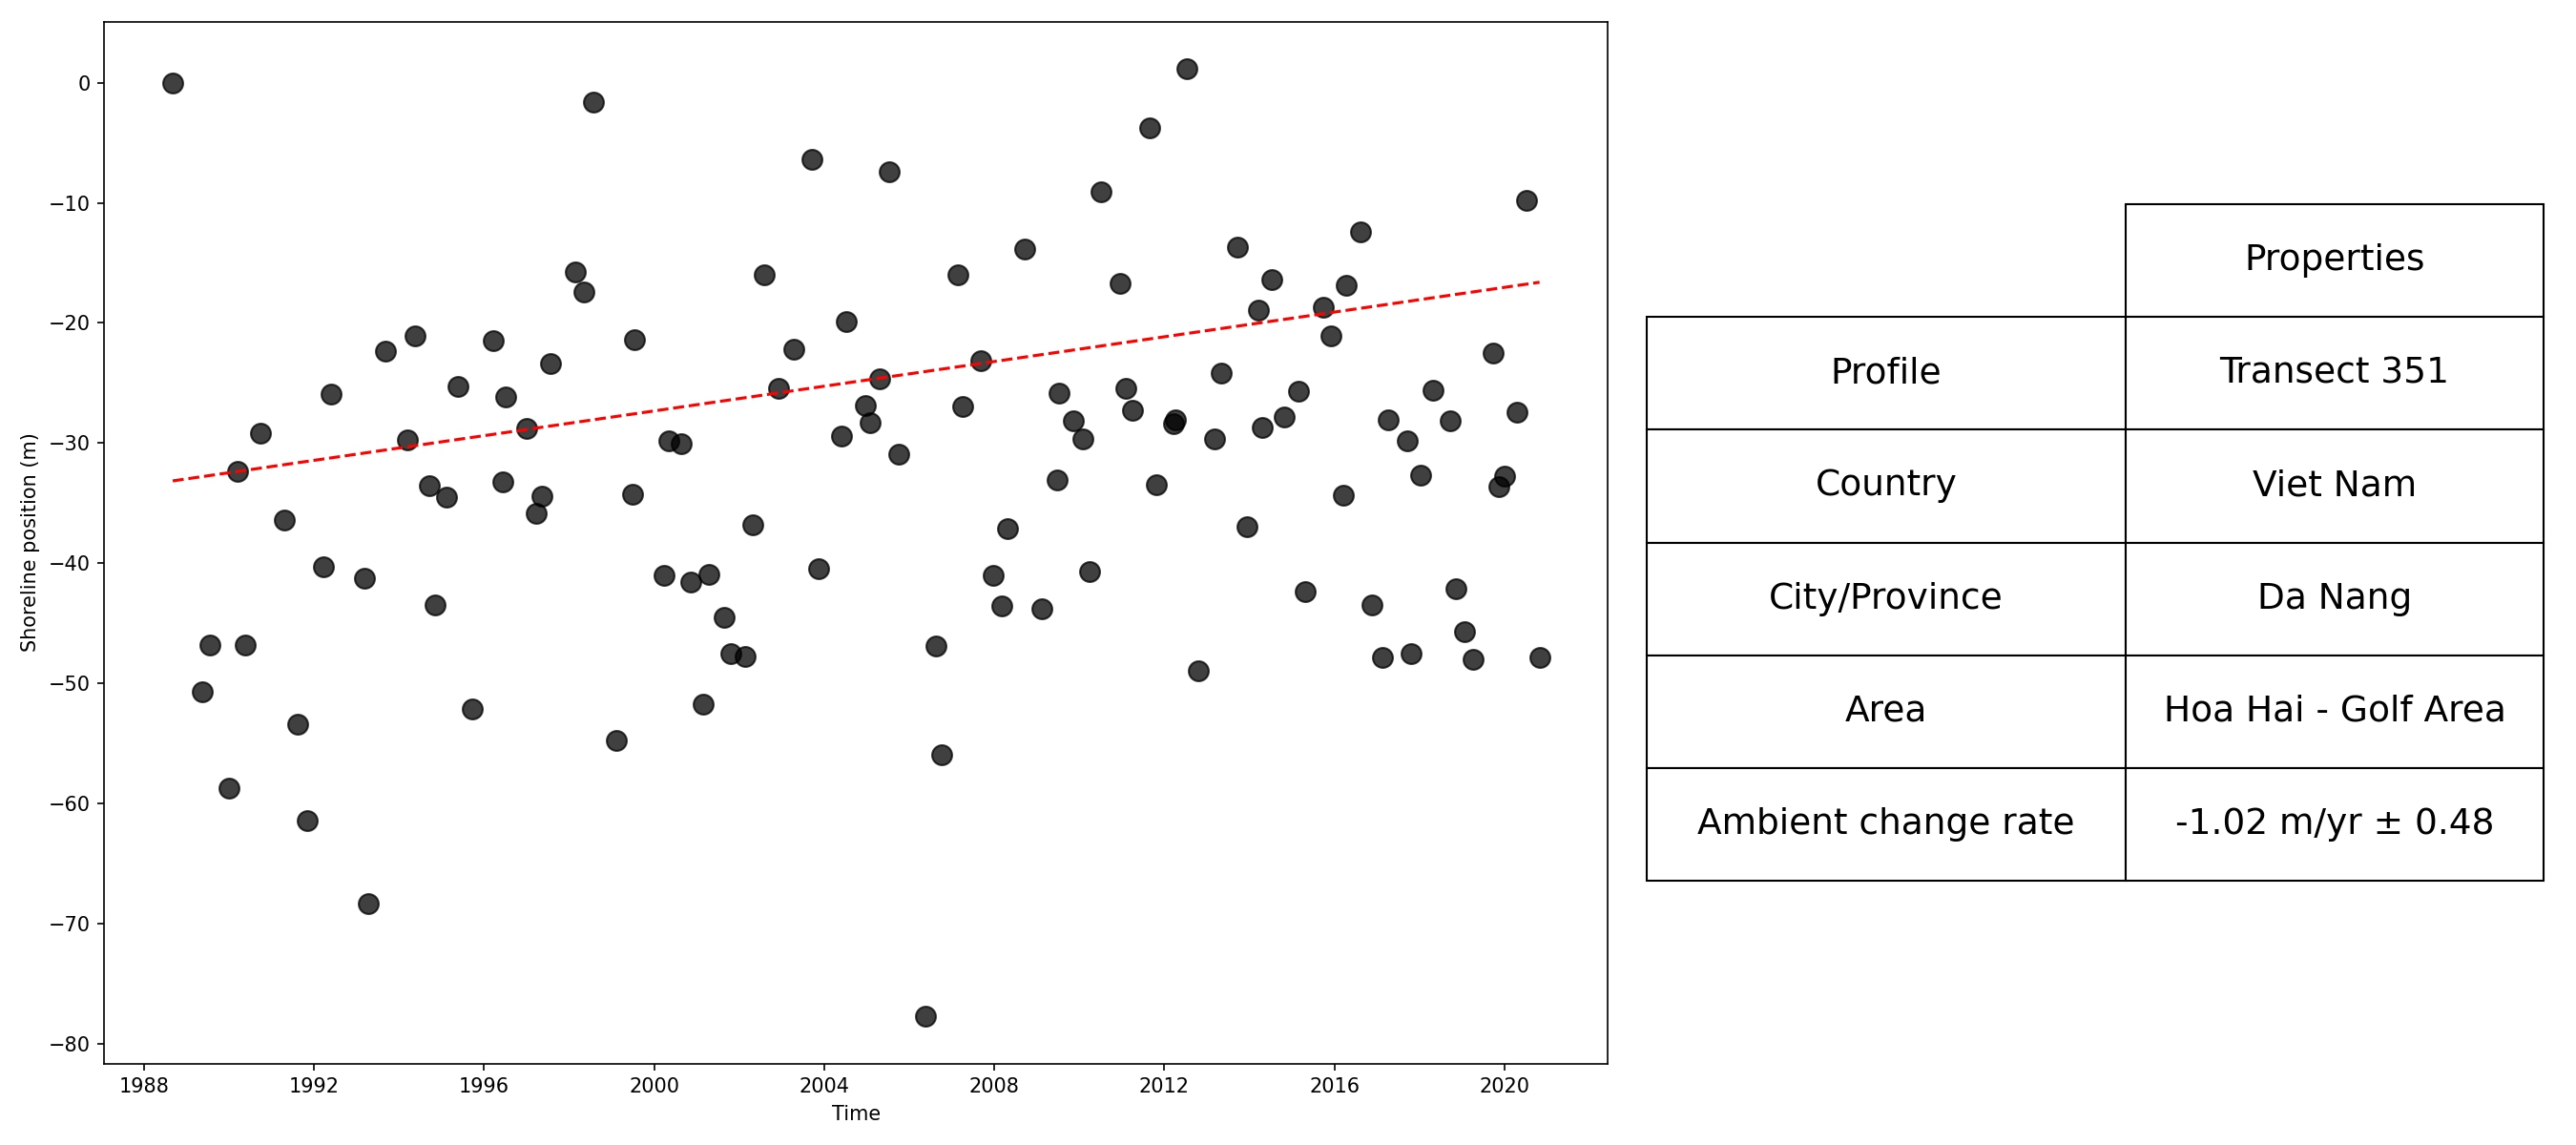 0
−10
−20
−30
−40
−50
−60
−70
−80
Shoreline position (m)
1988 1992 1996 2000 2004 2008 2012 2016 2020
Time
Properties
Profile Transect 351
Country Viet Nam
City/Province Da Nang
Area Hoa Hai - Golf Area
Ambient change rate -1.02 m/yr ± 0.48